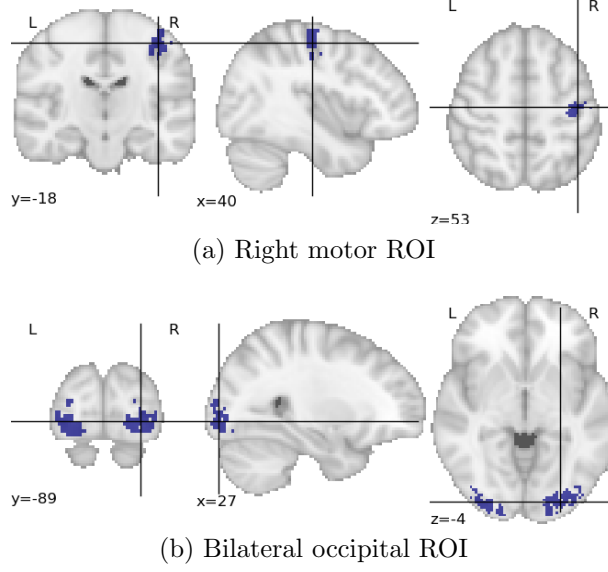 L R
L R
y=-18
x=40
z=53
(a) Right motor ROI
L R
L R
y=-89
x=27
z=-4
(b) Bilateral occipital ROI